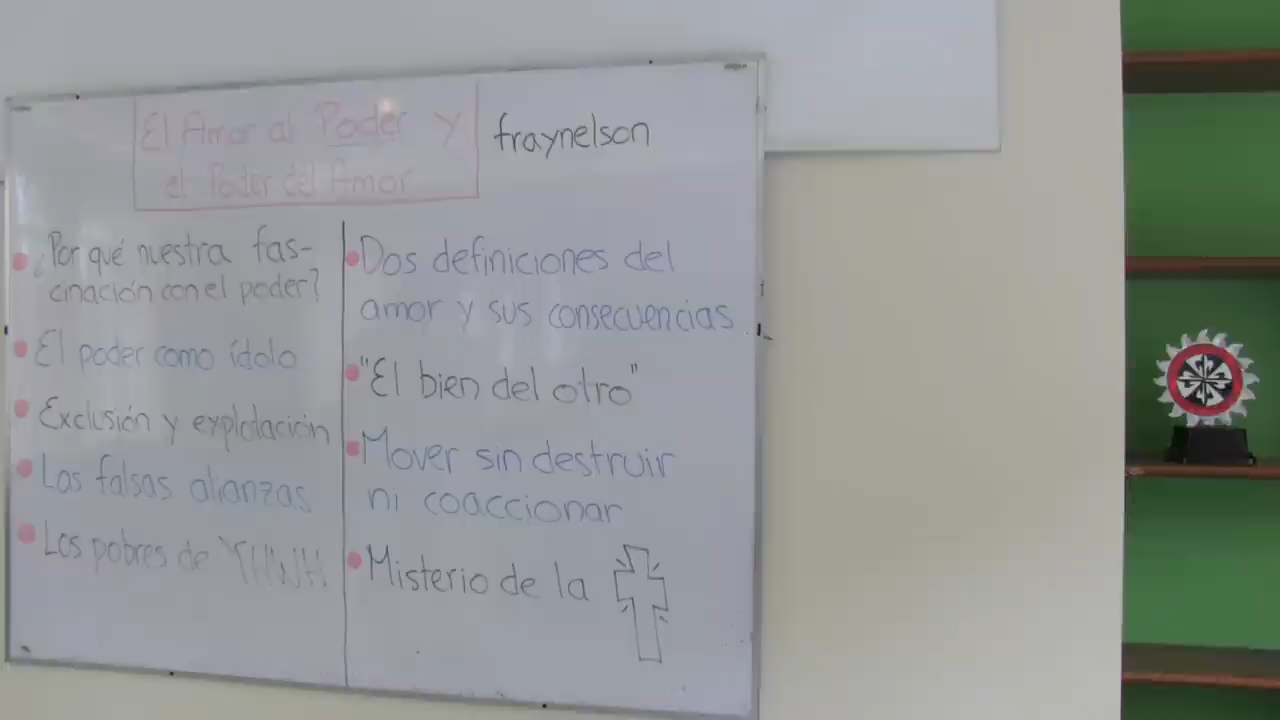 El Amor al Poder y
el Poder del Amor
fraynelson
¿Por qué nuestra fas-
cinación con el poder?
El poder como ídolo
Exclusión y explotación
Las falsas alianzas
Los pobres de YHWH
Dos definiciones del
amor y sus consecuencias
"El bien del otro"
Mover sin destruir
ni coaccionar
Misterio de la